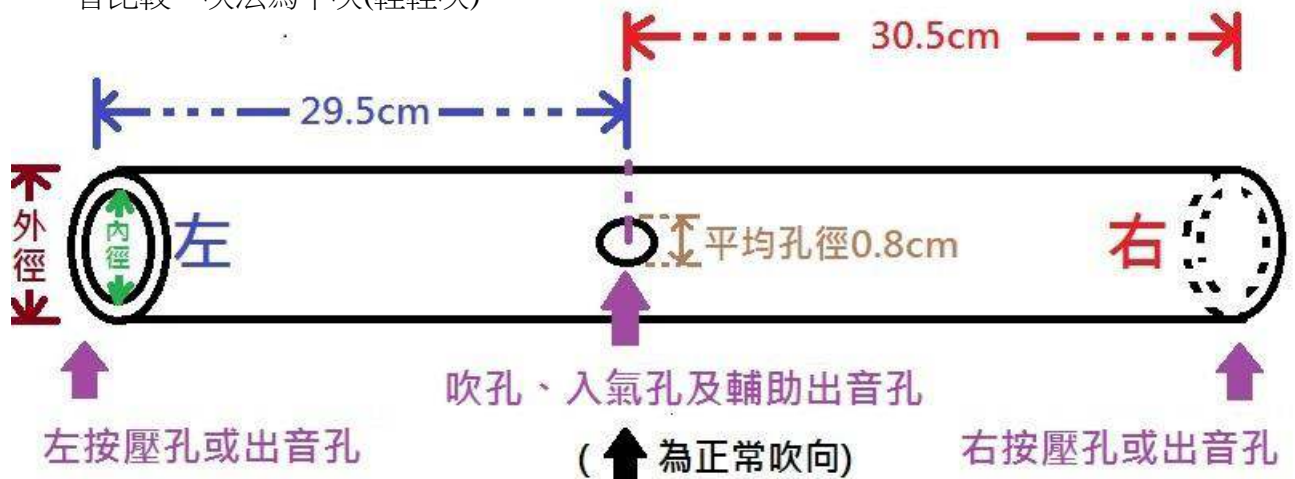 30.5cm
29.5cm
外徑
內徑
左
平均孔徑0.8cm
右
吹孔、入氣孔及輔助出音孔
左按壓孔或出音孔
(為正常吹向)
右按壓孔或出音孔